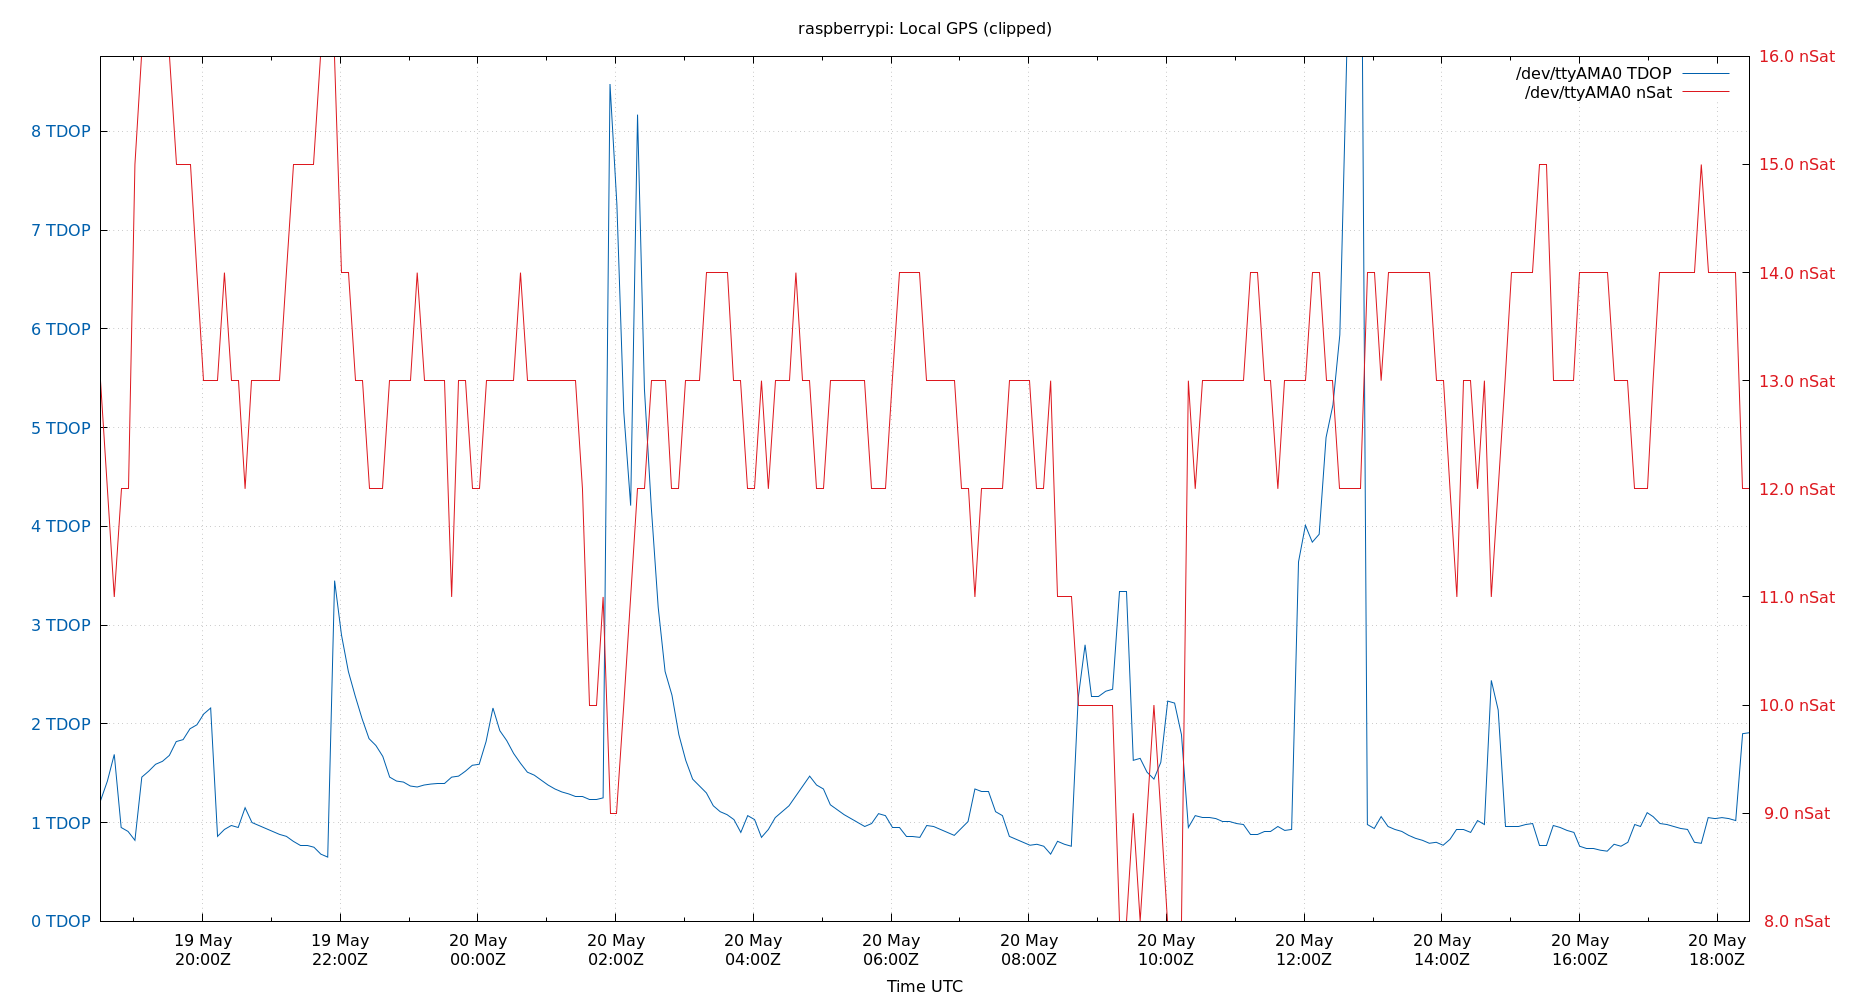 raspberrypi: Local GPS (clipped)
/dev/ttyAMA0 TDOP
/dev/ttyAMA0 nSat
8 TDOP
7 TDOP
6 TDOP
5 TDOP
4 TDOP
3 TDOP
2 TDOP
1 TDOP
0 TDOP
16.0 nSat
15.0 nSat
14.0 nSat
13.0 nSat
12.0 nSat
11.0 nSat
10.0 nSat
9.0 nSat
8.0 nSat
19 May
20:00Z
19 May
22:00Z
20 May
00:00Z
20 May
02:00Z
20 May
04:00Z
20 May
06:00Z
20 May
08:00Z
20 May
10:00Z
20 May
12:00Z
20 May
14:00Z
20 May
16:00Z
20 May
18:00Z
Time UTC